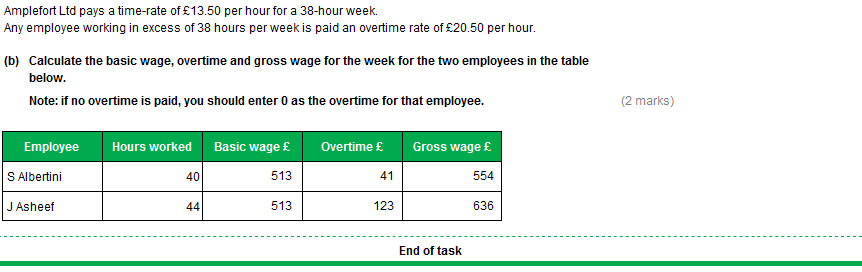 Amplefort Ltd pays a time-rate of £13.50 per hour for a 38-hour week.
Any employee working in excess of 38 hours per week is paid an overtime rate of £20.50 per hour.
(b) Calculate the basic wage, overtime and gross wage for the week for the two employees in the table
below.
Note: if no overtime is paid, you should enter 0 as the overtime for that employee. (2 marks)
Employee Hours worked Basic wage £ Overtime £ Gross wage £
S Albertini 40 513 41 554
J Asheef 44 513 123 636
End of task